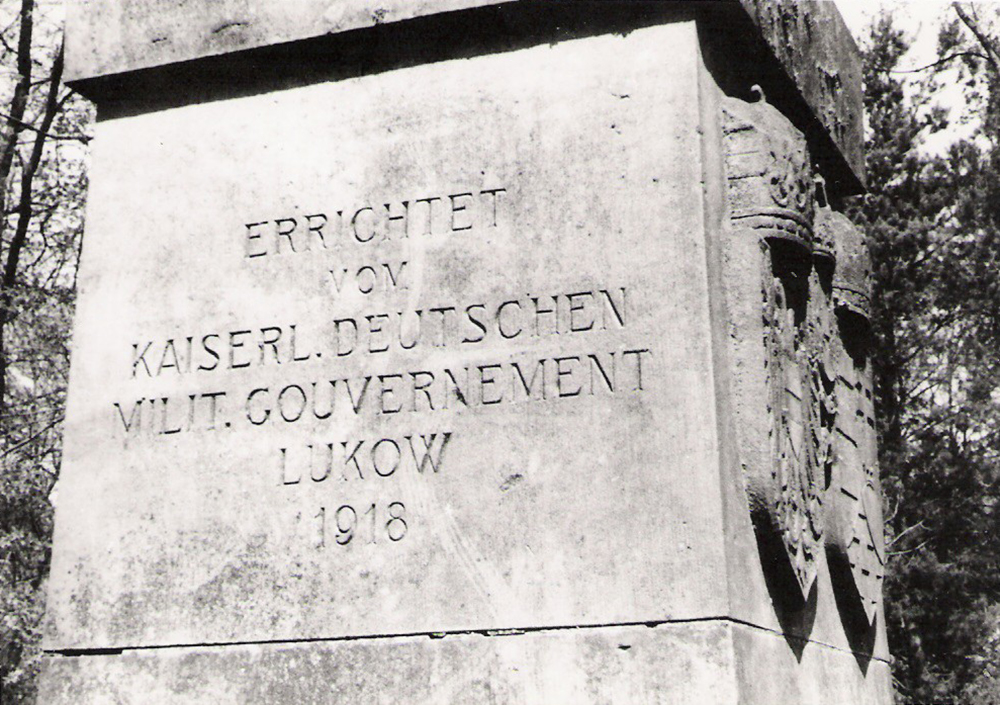 ERRICHTET
VOM
KAISERL. DEUTSCHEN
MILIT. GOUVERNEMENT
LUKOW
1918